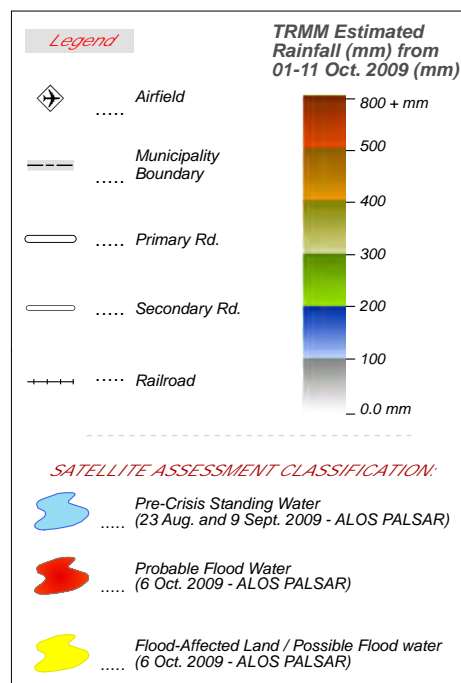 Legend
TRMM Estimated
Rainfall (mm) from
01-11 Oct. 2009 (mm)
..... Airfield
..... Municipality
Boundary
..... Primary Rd.
..... Secondary Rd.
..... Railroad
800 + mm
500
400
300
200
100
0.0 mm
SATELLITE ASSESSMENT CLASSIFICATION:
..... Pre-Crisis Standing Water
(23 Aug. and 9 Sept. 2009 - ALOS PALSAR)
..... Probable Flood Water
(6 Oct. 2009 - ALOS PALSAR)
..... Flood-Affected Land / Possible Flood water
(6 Oct. 2009 - ALOS PALSAR)